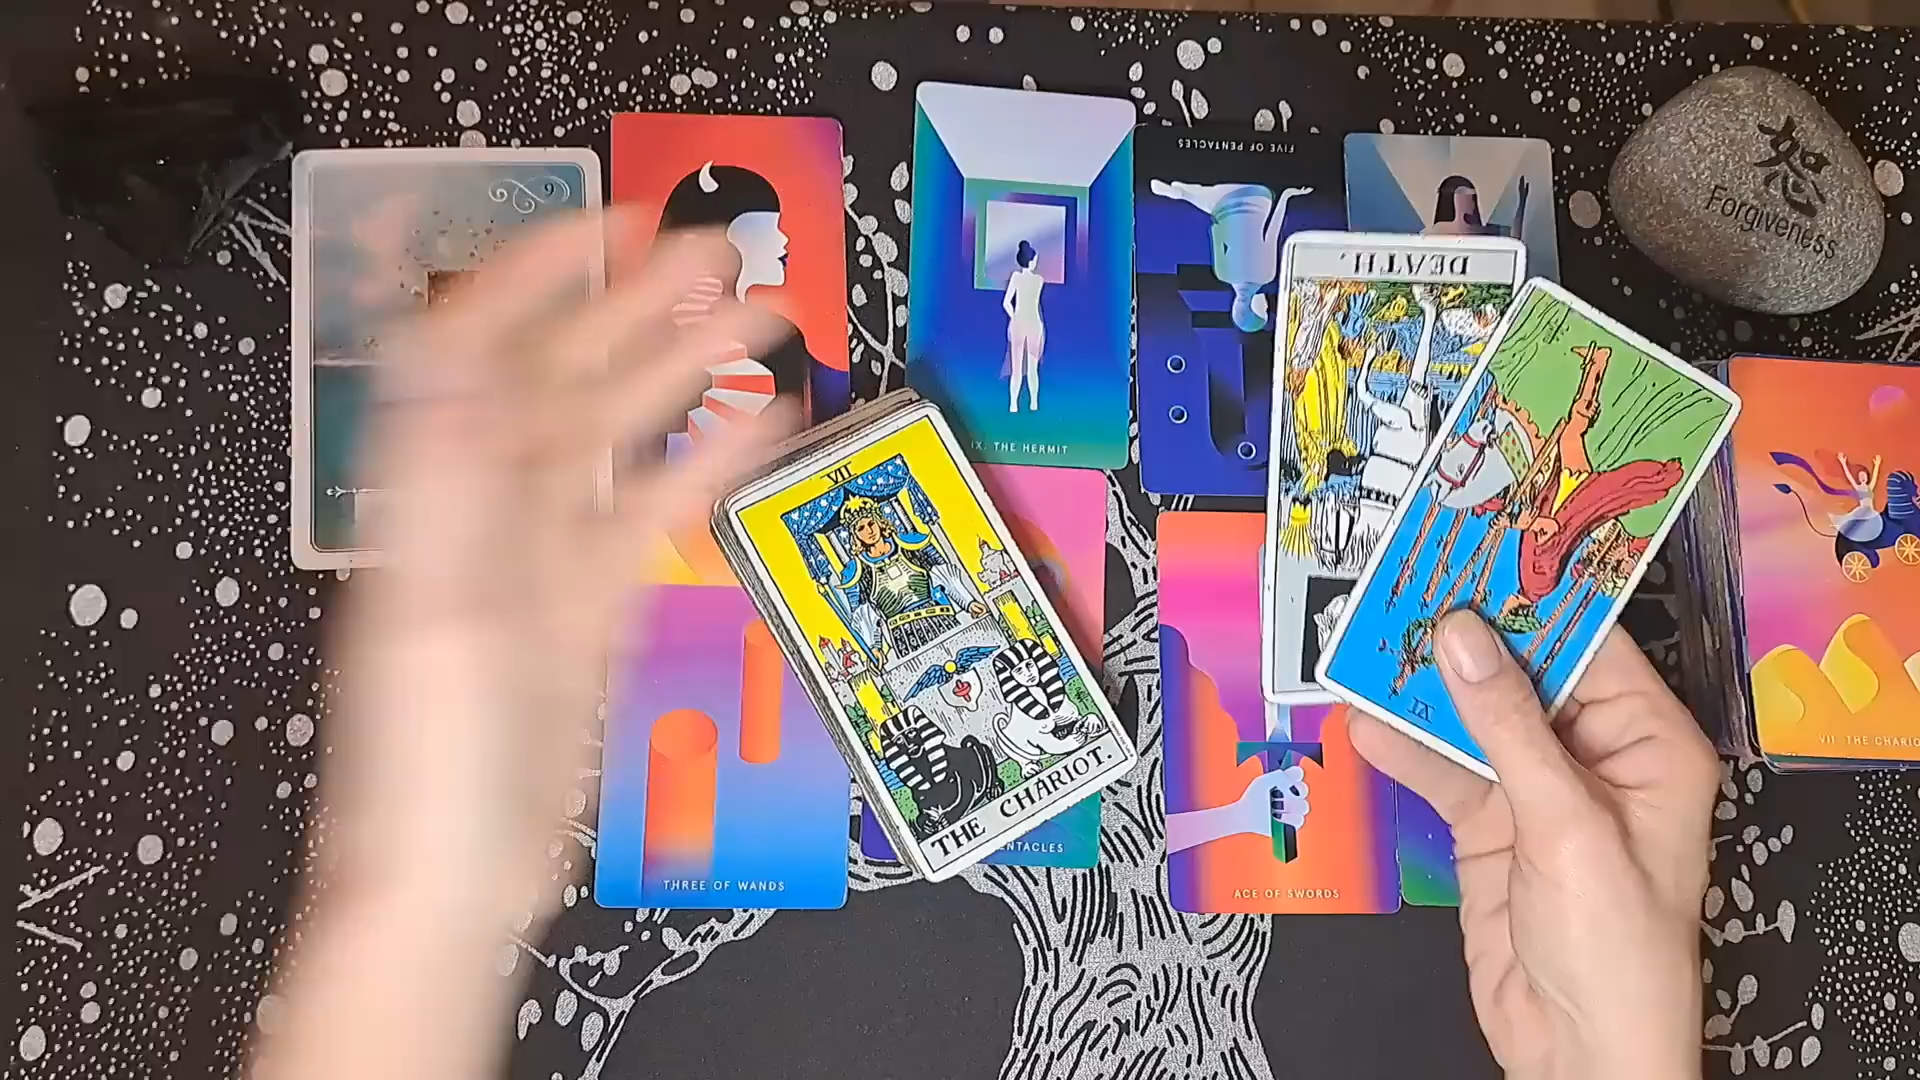 9
FIVE OF PENTACLES
恕
Forgiveness
DEATH.
IX. THE HERMIT
VII
VI
THE CHARIOT.
VII. THE CHARIO
ENTACLES
THREE OF WANDS
ACE OF SWORDS